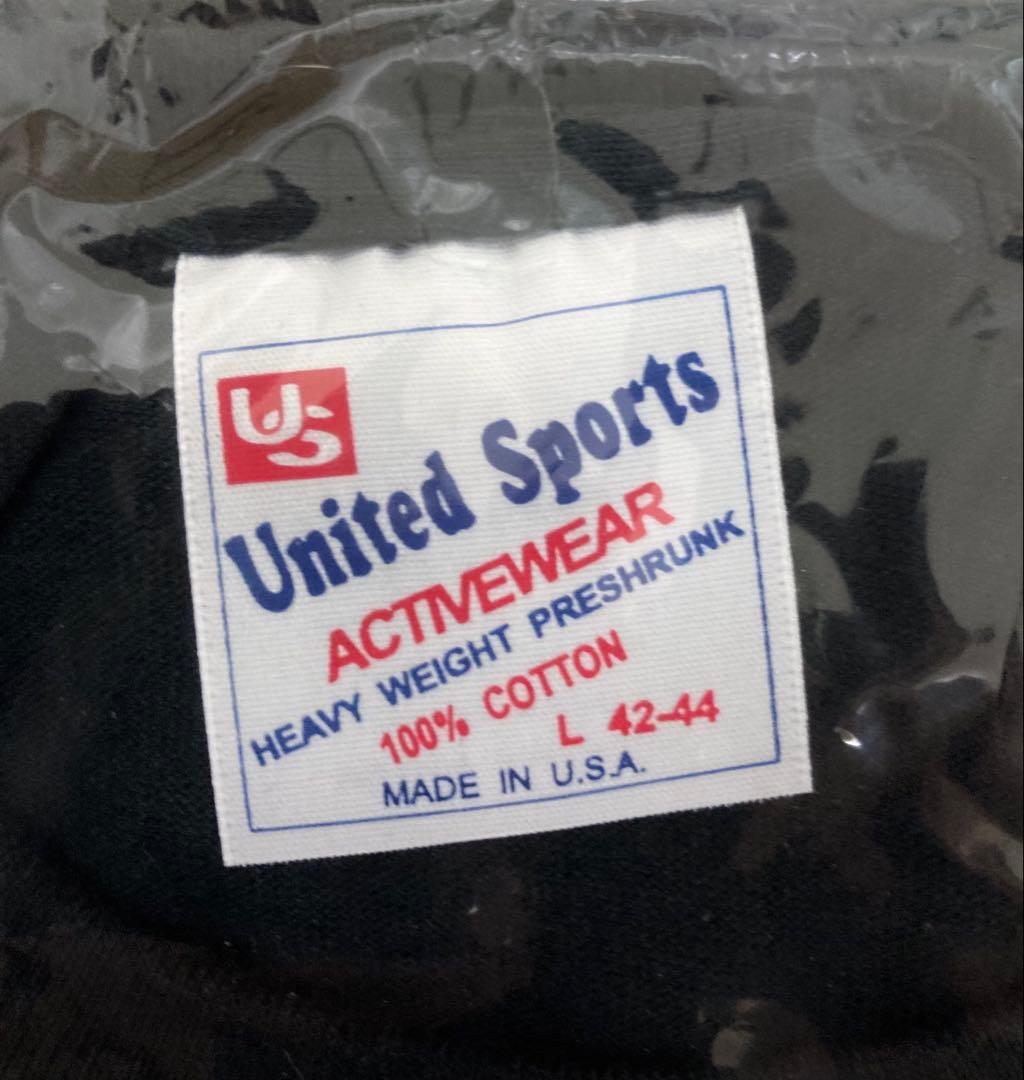 US
United Sports
ACTIVEWEAR
HEAVY WEIGHT PRESHRUNK
100% COTTON
L 42-44
MADE IN U.S.A.